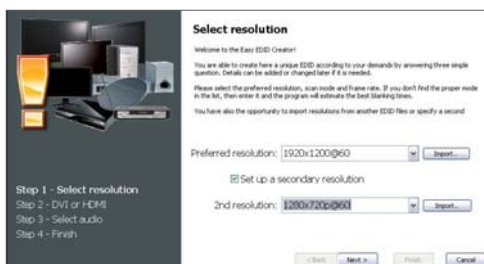 Select resolution
Welcome to the Easy EDID Creator!
You are able to create here a unique EDID according to your demands by answering three simple
question. Details can be added or changed later if it is needed.
Please select the preferred resolution, scan mode and frame rate. If you don't find the proper mode
in the list, then enter it and the program will estimate the best blanking times.
You have also the opportunity to import resolutions from another EDID files or specify a second
Preferred resolution: 1920x1200@60 Import...
Set up a secondary resolution
2nd resolution: 1280x720p@60 Import...
Step 1 - Select resolution
Step 2 - DVI or HDMI
Step 3 - Select audio
Step 4 - Finish
< Back Next > Finish Cancel